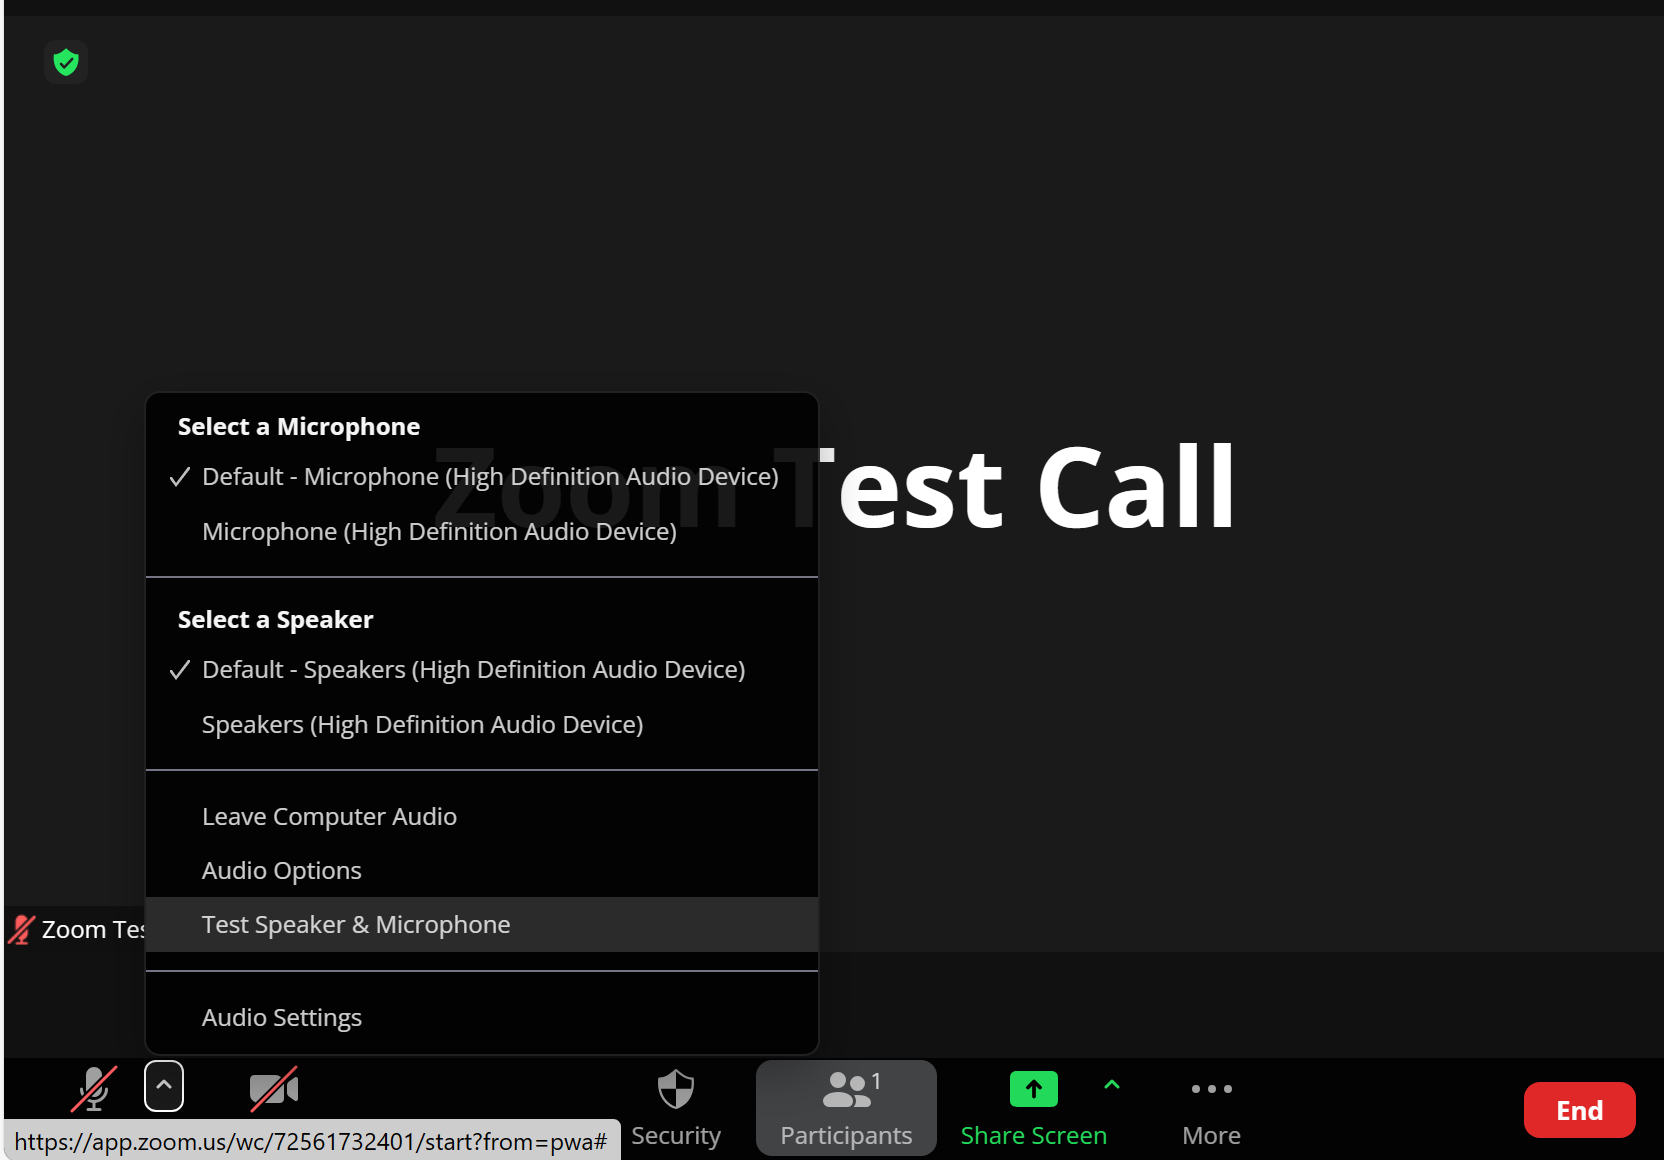 Select a Microphone
Default - Microphone (High Definition Audio Device)
Microphone (High Definition Audio Device)
Zoom Test Call
Select a Speaker
Default - Speakers (High Definition Audio Device)
Speakers (High Definition Audio Device)
Leave Computer Audio
Audio Options
Test Speaker & Microphone
Zoom Tes
Audio Settings
1
End
Security
Participants
Share Screen
More
https://app.zoom.us/wc/72561732401/start?from=pwa#